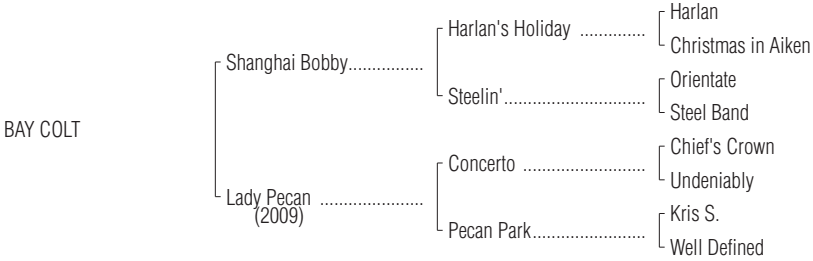 Harlan
Harlan's Holiday ..............
Christmas in Aiken
Shanghai Bobby................
Orientate
Steelin'..............................
Steel Band
BAY COLT
Chief's Crown
Concerto ..........................
Undeniably
Lady Pecan ......................
(2009)
Kris S.
Pecan Park........................
Well Defined